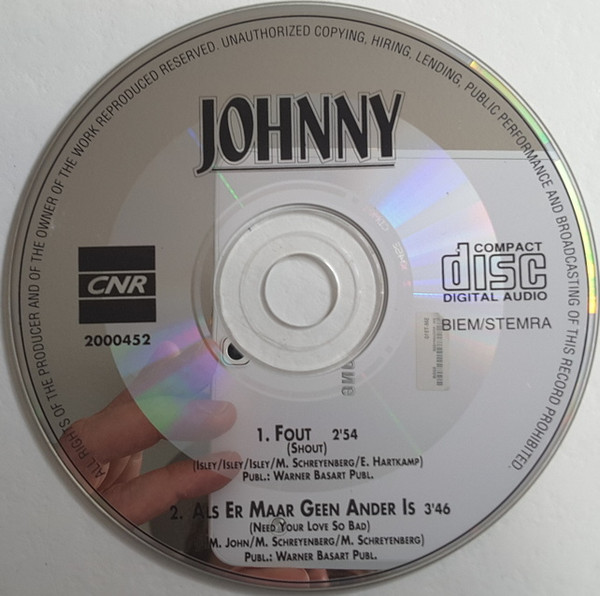 ALL RIGHTS OF THE PRODUCER AND OF THE OWNER OF THE WORK REPRODUCED RESERVED. UNAUTHORIZED COPYING, HIRING, LENDING, PUBLIC PERFORMANCE AND BROADCASTING OF THIS RECORD PROHIBITED.
JOHNNY
CNR
2000452
COMPACT
disc
DIGITAL AUDIO
BIEM/STEMRA
1. FOUT 2'54
(SHOUT)
(ISLEY/ISLEY/ISLEY/M. SCHREYENBERG/E. HARTKAMP)
PUBL.: WARNER BASART PUBL.
2. ALS ER MAAR GEEN ANDER IS 3'46
(NEED YOUR LOVE SO BAD)
M. JOHN/M. SCHREYENBERG/M. SCHREYENBERG)
PUBL.: WARNER BASART PUBL.